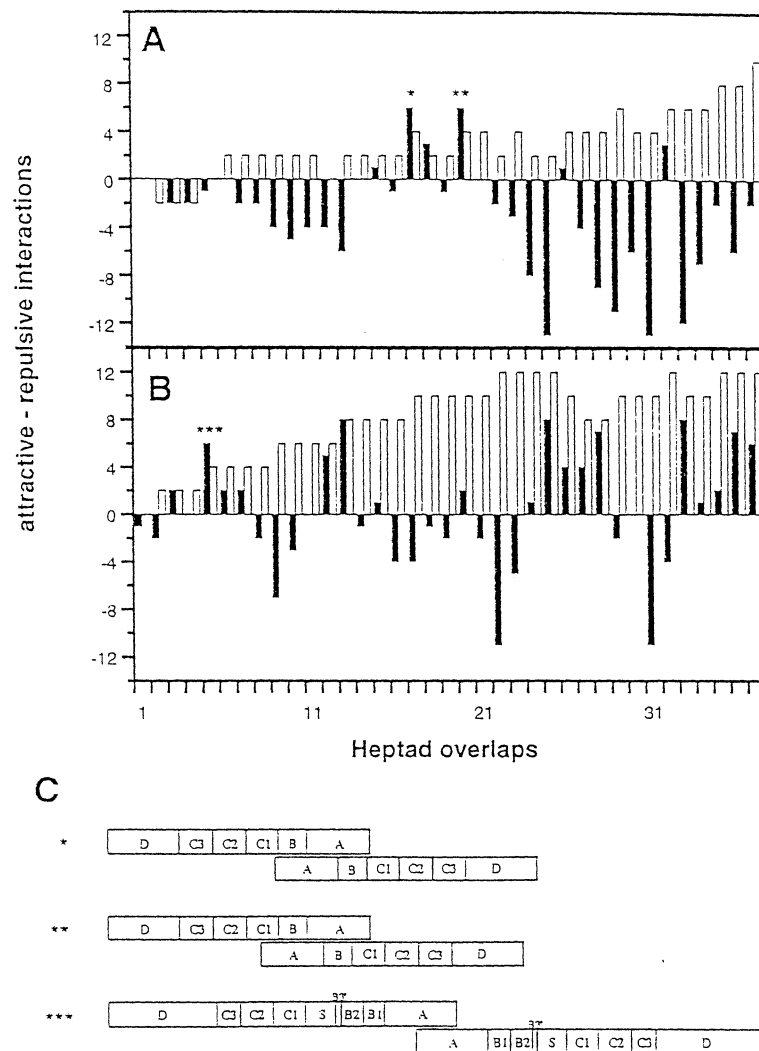 A
12
8
4
0
-4
-8
-12
* **
attractive - repulsive interactions
B
12
8
4
0
-4
-8
-12
***
1 11 21 31
Heptad overlaps
C
* D C3 C2 C1 B A
A B C1 C2 C3 D
** D C3 C2 C1 B A
A B C1 C2 C3 D
*** D C3 C2 C1 S B2 B1 A
A B1 B2 S C1 C2 C3 D